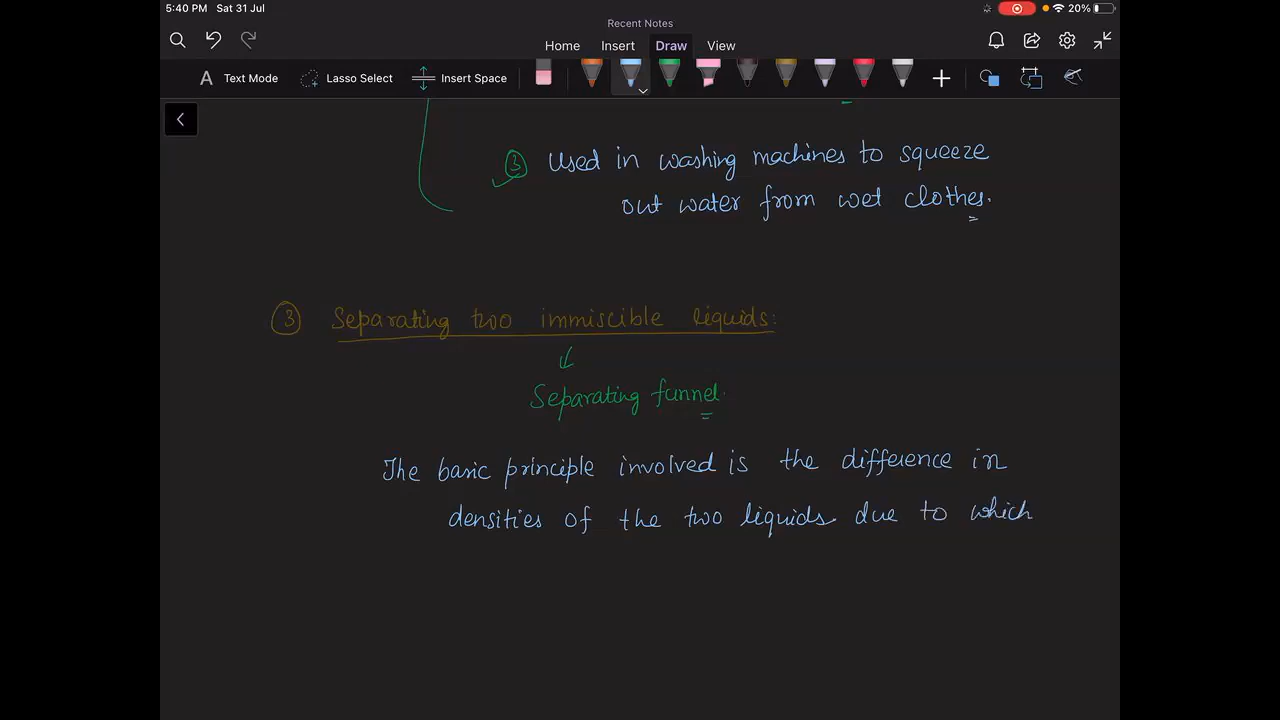 5:40 PM Sat 31 Jul
20%
Recent Notes
Home Insert Draw View
Text Mode Lasso Select Insert Space
③ Used in washing machines to squeeze
out water from wet clothes.
③ Separating two immiscible liquids:
Separating funnel.
The basic principle involved is the difference in
densities of the two liquids due to which